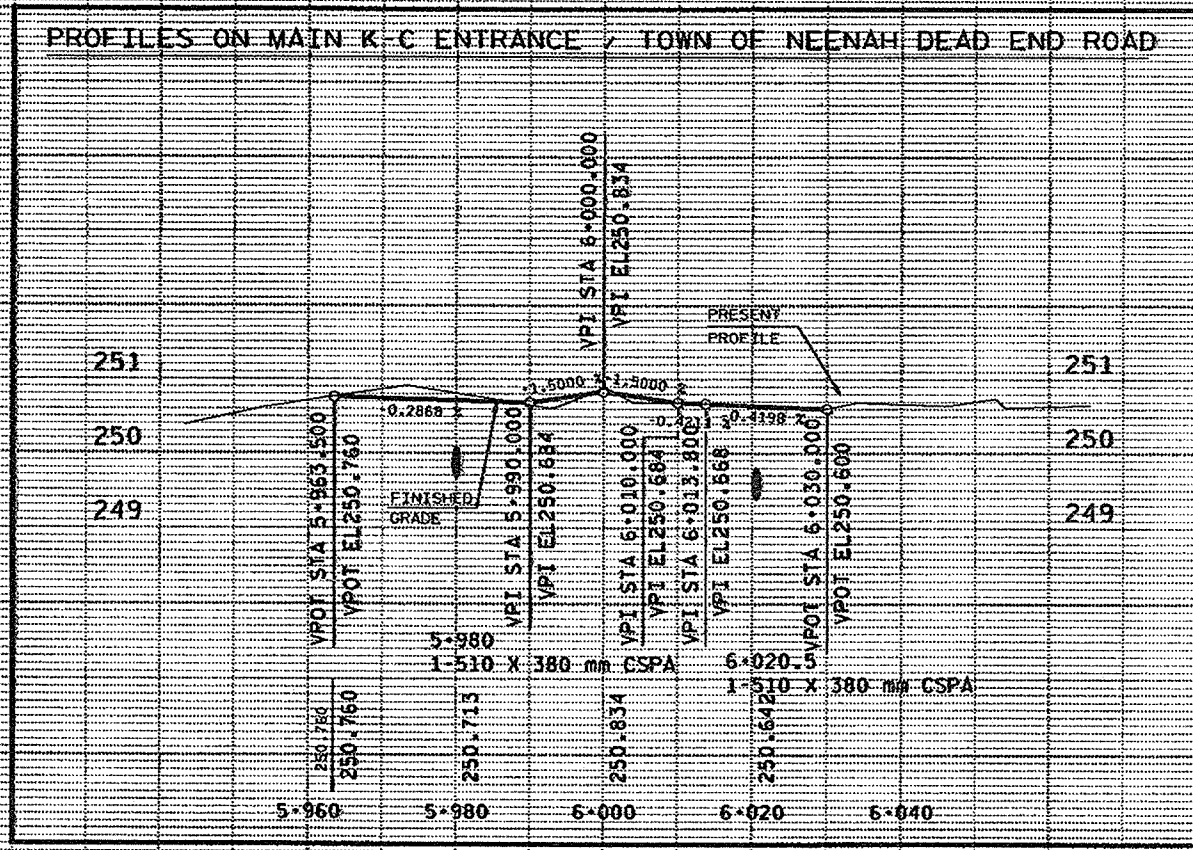 PROFILES ON MAIN K-C ENTRANCE / TOWN OF NEENAH DEAD END ROAD
VPI STA 6+000.000
VPI EL250.834
PRESENT
PROFILE
251
251
+1.5000 %
-1.5000 %
-0.2868 %
-0.4211 %
-0.4198 %
250
250
249
249
FINISHED
GRADE
VPOT STA 5+963.500
VPOT EL250.760
VPI STA 5+990.000
VPI EL250.684
VPI STA 6+010.000
VPI EL250.684
VPI STA 6+013.800
VPI EL250.668
VPOT STA 6+030.000
VPOT EL250.600
5+980
1-510 X 380 mm CSPA
6+020.5
1-510 X 380 mm CSPA
250.760
250.760
250.713
250.834
250.642
5+960
5+980
6+000
6+020
6+040